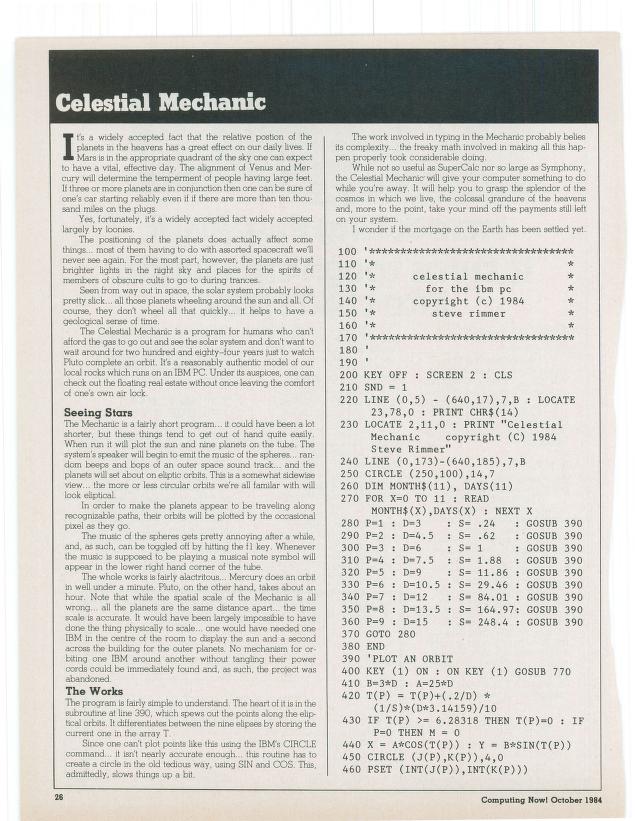 Celestial Mechanic
It's a widely accepted fact that the relative postion of the
planets in the heavens has a great effect on our daily lives. If
Mars is in the appropriate quadrant of the sky one can expect
to have a vital, effective day. The alignment of Venus and Mer-
cury will determine the temperment of people having large feet.
If three or more planets are in conjunction then one can be sure of
one's car starting reliably even if if there are more than ten thou-
sand miles on the plugs.
Yes, fortunately, it's a widely accepted fact widely accepted
largely by loonies.
The positioning of the planets does actually affect some
things... most of them having to do with assorted spacecraft we'll
never see again. For the most part, however, the planets are just
brighter lights in the night sky and places for the spirits of
members of obscure cults to go to during trances.
Seen from way out in space, the solar system probably looks
pretty slick... all those planets wheeling around the sun and all. Of
course, they don't wheel all that quickly... it helps to have a
geological sense of time.
The Celestial Mechanic is a program for humans who can't
afford the gas to go out and see the solar system and don't want to
wait around for two hundred and eighty-four years just to watch
Pluto complete an orbit. It's a reasonably authentic model of our
local rocks which runs on an IBM PC. Under its auspices, one can
check out the floating real estate without once leaving the comfort
of one's own air lock.
Seeing Stars
The Mechanic is a fairly short program... it could have been a lot
shorter, but these things tend to get out of hand quite easily.
When run it will plot the sun and nine planets on the tube. The
system's speaker will begin to emit the music of the spheres... ran-
dom beeps and bops of an outer space sound track... and the
planets will set about on eliptic orbits. This is a somewhat sidewise
view... the more or less circular orbits we're all familar with will
look eliptical.
In order to make the planets appear to be traveling along
recognizable paths, their orbits will be plotted by the occasional
pixel as they go.
The music of the spheres gets pretty annoying after a while,
and, as such, can be toggled off by hitting the f1 key. Whenever
the music is supposed to be playing a musical note symbol will
appear in the lower right hand corner of the tube.
The whole works is fairly alactritous... Mercury does an orbit
in well under a minute. Pluto, on the other hand, takes about an
hour. Note that while the spatial scale of the Mechanic is all
wrong... all the planets are the same distance apart... the time
scale is accurate. It would have been largely impossible to have
done the thing physically to scale... one would have needed one
IBM in the centre of the room to display the sun and a second
across the building for the outer planets. No mechanism for or-
biting one IBM around another without tangling their power
cords could be immediately found and, as such, the project was
abandoned.
The Works
The program is fairly simple to understand. The heart of it is in the
subroutine at line 390, which spews out the points along the elip-
tical orbits. It differentiates between the nine elipses by storing the
current one in the array T.
Since one can't plot points like this using the IBM's CIRCLE
command... it isn't nearly accurate enough... this routine has to
create a circle in the old tedious way, using SIN and COS. This,
admittedly, slows things up a bit.
The work involved in typing in the Mechanic probably belies
its complexity... the freaky math involved in making all this hap-
pen properly took considerable doing.
While not so useful as SuperCalc nor so large as Symphony,
the Celestial Mechanic will give your computer something to do
while you're away. It will help you to grasp the splendor of the
cosmos in which we live, the colossal grandure of the heavens
and, more to the point, take your mind off the payments still left
on your system.
I wonder if the mortgage on the Earth has been settled yet.
100 '********************************
110 '* *
120 '* celestial mechanic *
130 '* for the ibm pc *
140 '* copyright (c) 1984 *
150 '* steve rimmer *
160 '* *
170 '********************************
180 '
190 '
200 KEY OFF : SCREEN 2 : CLS
210 SND = 1
220 LINE (0,5) - (640,17),7,B : LOCATE
23,78,0 : PRINT CHR$(14)
230 LOCATE 2,11,0 : PRINT "Celestial
Mechanic copyright (C) 1984
Steve Rimmer"
240 LINE (0,173)-(640,185),7,B
250 CIRCLE (250,100),14,7
260 DIM MONTH$(11), DAYS(11)
270 FOR X=0 TO 11 : READ
MONTH$(X),DAYS(X) : NEXT X
280 P=1 : D=3 : S= .24 : GOSUB 390
290 P=2 : D=4.5 : S= .62 : GOSUB 390
300 P=3 : D=6 : S= 1 : GOSUB 390
310 P=4 : D=7.5 : S= 1.88 : GOSUB 390
320 P=5 : D=9 : S= 11.86 : GOSUB 390
330 P=6 : D=10.5 : S= 29.46 : GOSUB 390
340 P=7 : D=12 : S= 84.01 : GOSUB 390
350 P=8 : D=13.5 : S= 164.97: GOSUB 390
360 P=9 : D=15 : S= 248.4 : GOSUB 390
370 GOTO 280
380 END
390 'PLOT AN ORBIT
400 KEY (1) ON : ON KEY (1) GOSUB 770
410 B=3*D : A=25*D
420 T(P) = T(P)+(.2/D) *
(1/S)*(D*3.14159)/10
430 IF T(P) >= 6.28318 THEN T(P)=0 : IF
P=0 THEN M = 0
440 X = A*COS(T(P)) : Y = B*SIN(T(P))
450 CIRCLE (J(P),K(P)),4,0
460 PSET (INT(J(P)),INT(K(P)))
26
Computing Now! October 1984